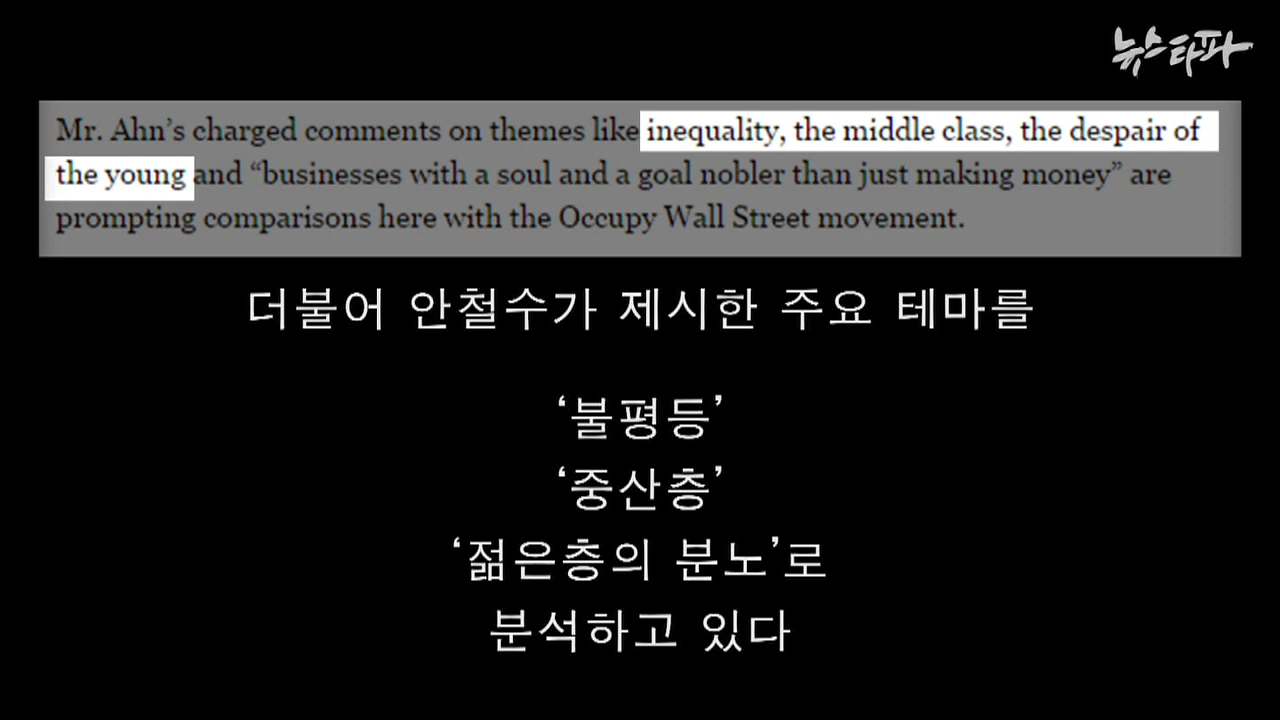 뉴스타파
Mr. Ahn’s charged comments on themes like inequality, the middle class, the despair of
the young and “businesses with a soul and a goal nobler than just making money” are
prompting comparisons here with the Occupy Wall Street movement.
더불어 안철수가 제시한 주요 테마를
‘불평등’
‘중산층’
‘젊은층의 분노’로
분석하고 있다